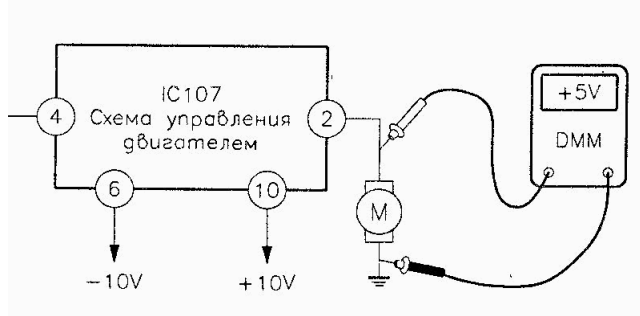 IC107
Схема управления
двигателем
4
2
6
10
-10V
+10V
M
+5V
DMM